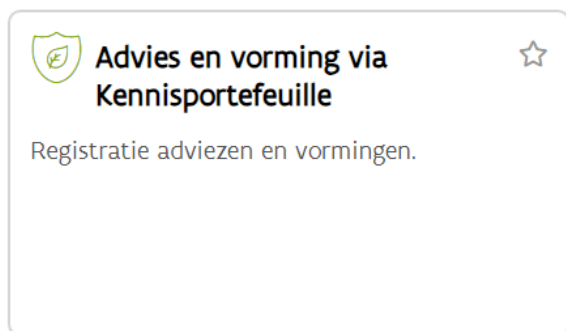 Advies en vorming via
Kennisportefeuille
Registratie adviezen en vormingen.